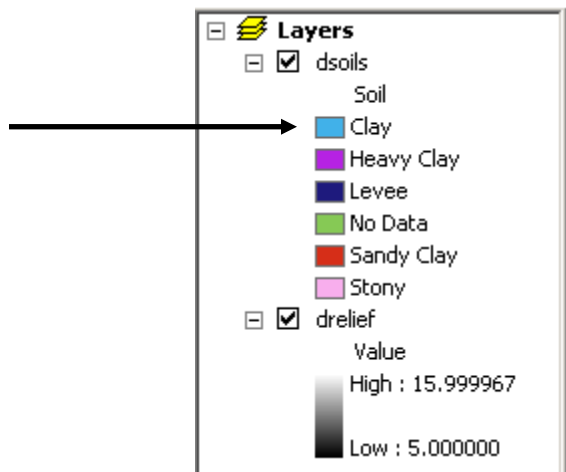 Layers
dsoils
Soil
Clay
Heavy Clay
Levee
No Data
Sandy Clay
Stony
drelief
Value
High : 15.999967
Low : 5.000000